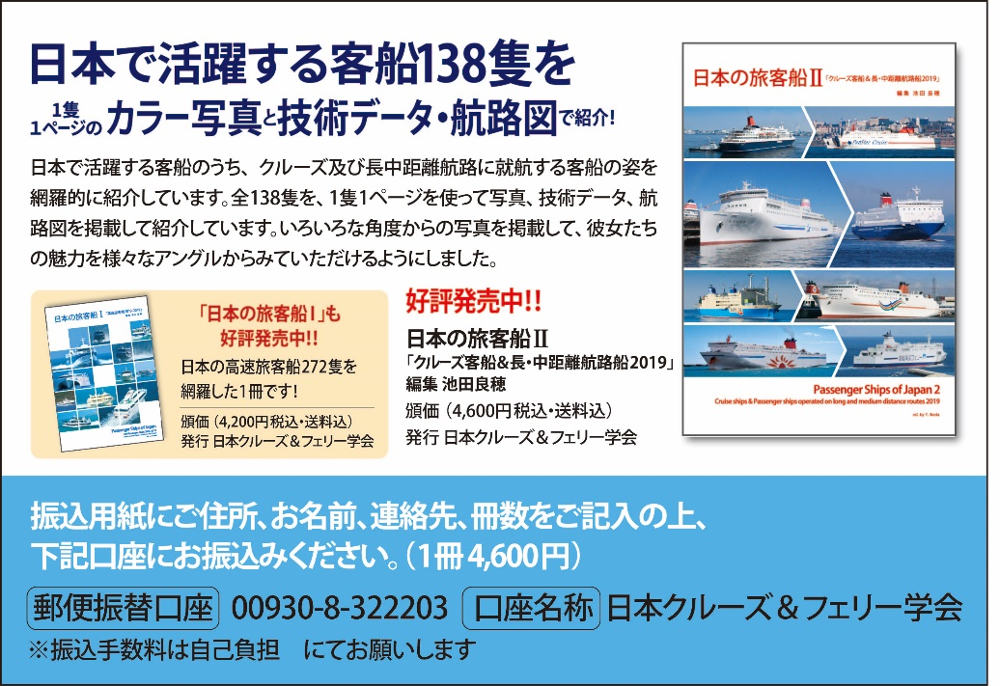 日本で活躍する客船138隻を
1隻
1ページの カラー写真と技術データ・航路図で紹介!
日本で活躍する客船のうち、クルーズ及び長中距離航路に就航する客船の姿を
網羅的に紹介しています。全138隻を、1隻1ページを使って写真、技術データ、航
路図を掲載して紹介しています。いろいろな角度からの写真を掲載して、彼女たち
の魅力を様々なアングルからみていただけるようにしました。
日本の旅客船Ⅱ「クルーズ客船&長・中距離航路船2019」
編集 池田良穂
Passenger Ships of Japan 2
Cruise ships & Passenger ships operated on long and medium distance routes 2019
ed. by Y. Ikeda
日本の旅客船Ⅰ
Passenger Ships of Japan
「日本の旅客船Ⅰ」も
好評発売中!!
日本の高速旅客船272隻を
網羅した1冊です!
頒価(4,200円税込・送料込)
発行 日本クルーズ&フェリー学会
好評発売中!!
日本の旅客船Ⅱ
「クルーズ客船&長・中距離航路船2019」
編集 池田良穂
頒価(4,600円税込・送料込)
発行 日本クルーズ&フェリー学会
振込用紙にご住所、お名前、連絡先、冊数をご記入の上、
下記口座にお振込みください。(1冊4,600円)
郵便振替口座 00930-8-322203 口座名称 日本クルーズ&フェリー学会
※振込手数料は自己負担 にてお願いします